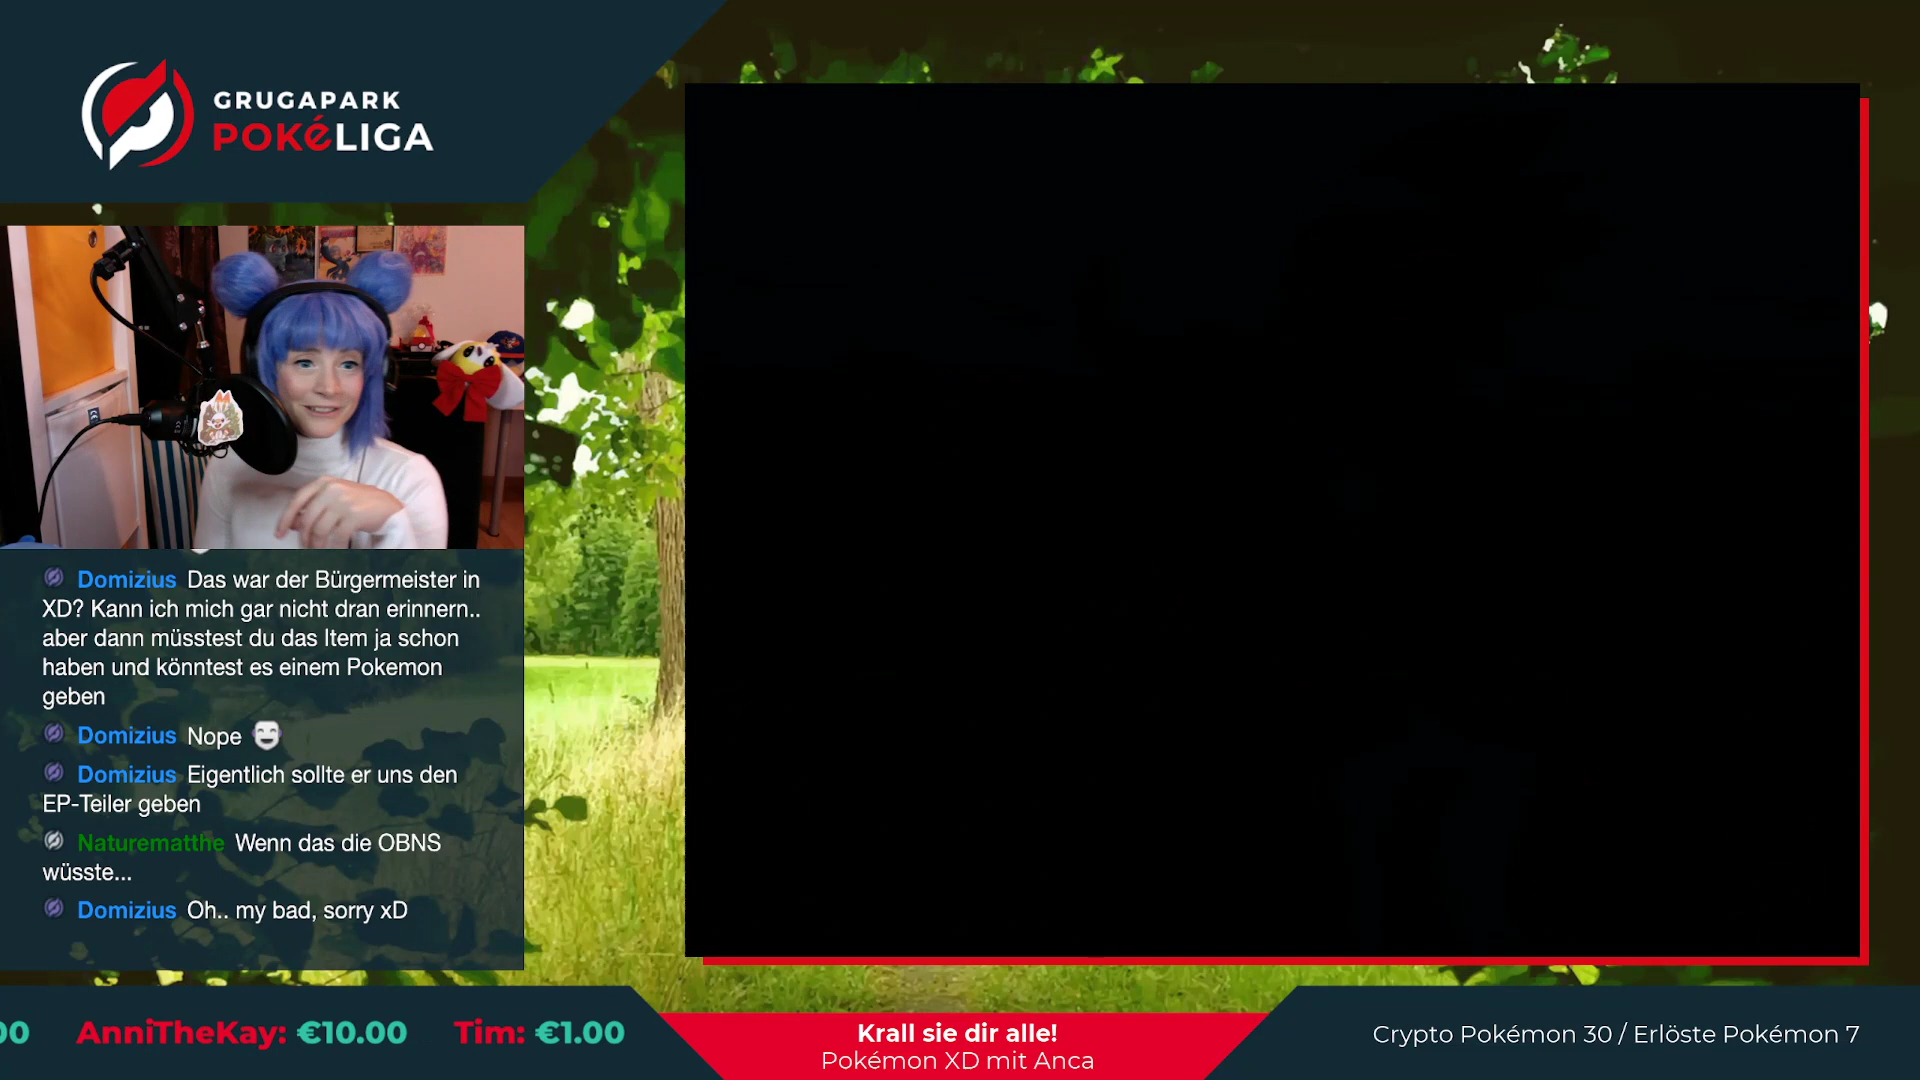 GRUGAPARK
POKéLIGA
Domizius Das war der Bürgermeister in
XD? Kann ich mich gar nicht dran erinnern..
aber dann müsstest du das Item ja schon
haben und könntest es einem Pokemon
geben
Domizius Nope
Domizius Eigentlich sollte er uns den
EP-Teiler geben
Naturematthe Wenn das die OBNS
wüsste...
Domizius Oh.. my bad, sorry xD
00 AnniTheKay: €10.00 Tim: €1.00
Krall sie dir alle!
Pokémon XD mit Anca
Crypto Pokémon 30 / Erlöste Pokémon 7